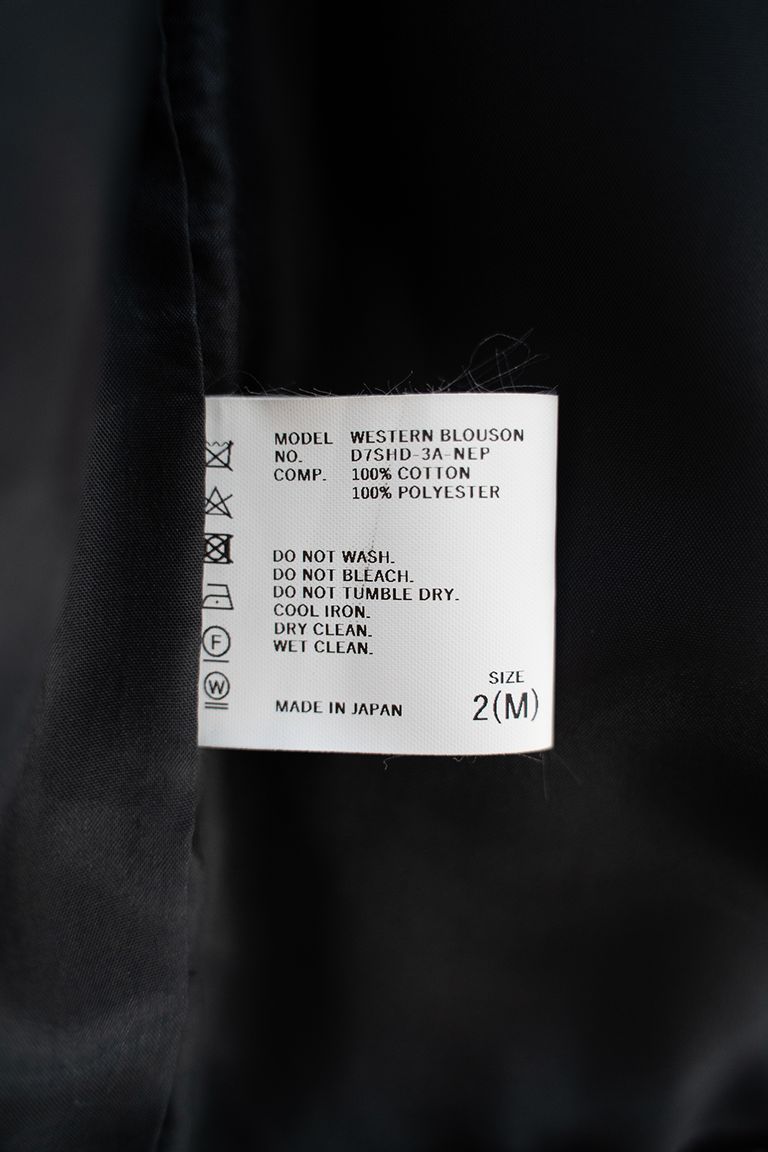 MODEL WESTERN BLOUSON
NO. D7SHD-3A-NEP
COMP. 100% COTTON
100% POLYESTER
DO NOT WASH.
DO NOT BLEACH.
DO NOT TUMBLE DRY.
COOL IRON.
F DRY CLEAN.
WET CLEAN.
W
SIZE
MADE IN JAPAN 2(M)